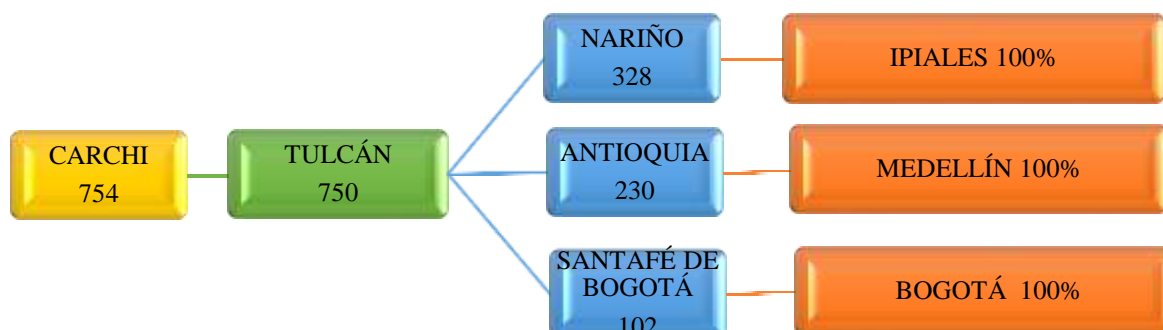 CARCHI
754
TULCÁN
750
NARIÑO
328
IPIALES 100%
ANTIOQUIA
230
MEDELLÍN 100%
SANTAFÉ DE
BOGOTÁ
102
BOGOTÁ 100%